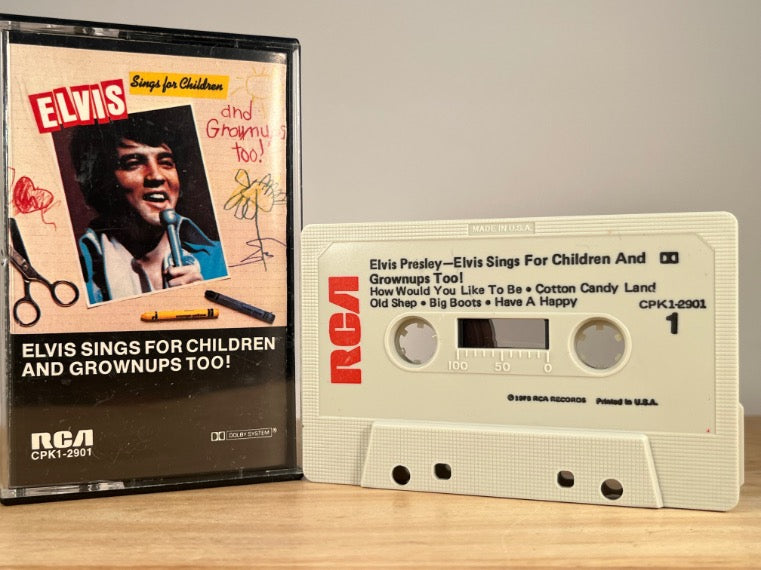 ELVIS
Sings for Children
and
Grownups
too!
ELVIS SINGS FOR CHILDREN
AND GROWNUPS TOO!
RCA
CPK1-2901
DOLBY SYSTEM®
MADE IN U.S.A.
RCA
Elvis Presley—Elvis Sings For Children And
Grownups Too!
How Would You Like To Be • Cotton Candy Land
Old Shep • Big Boots • Have A Happy
CPK1-2901
1
100 50 0
℗ 1978 RCA RECORDS Printed in U.S.A.